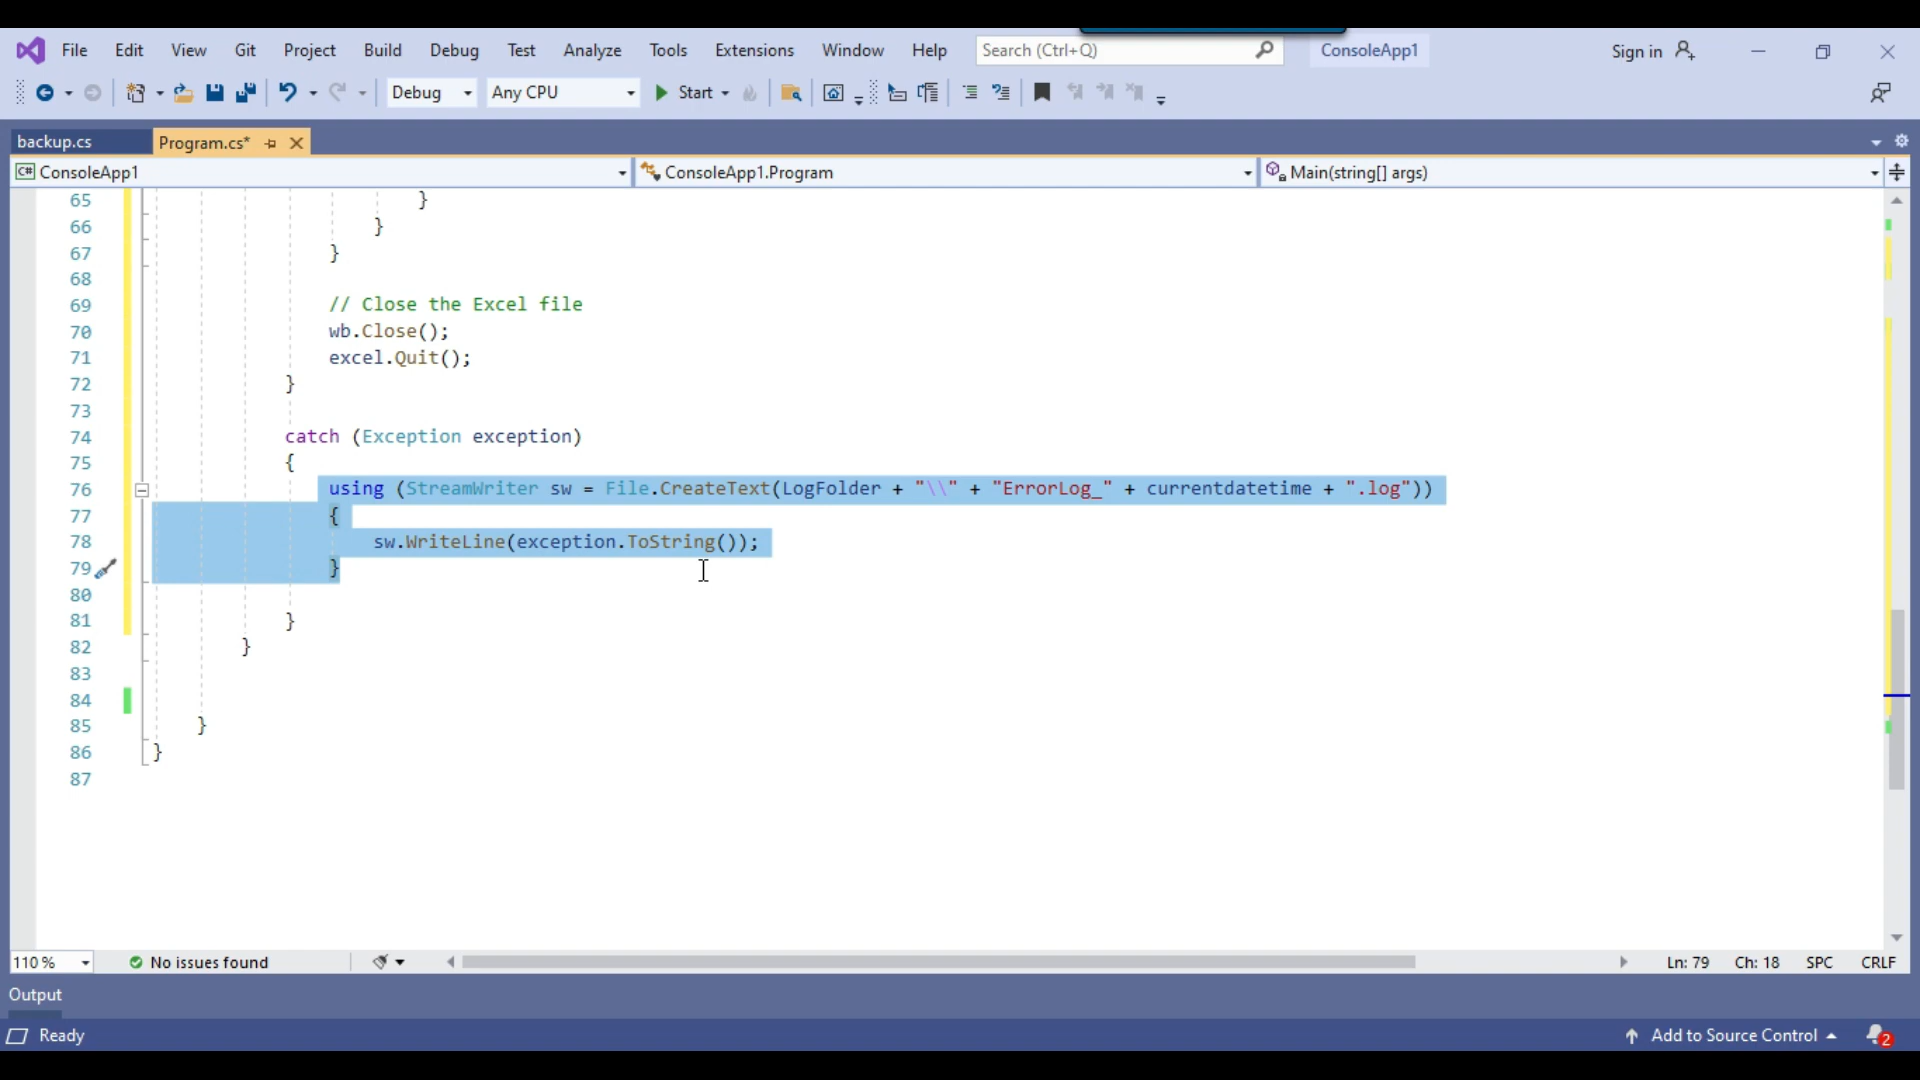 File Edit View Git Project Build Debug Test Analyze Tools Extensions Window Help Search (Ctrl+Q) ConsoleApp1 Sign in
Debug Any CPU Start
backup.cs Program.cs*
C# ConsoleApp1 ConsoleApp1.Program Main(string[] args)
65 }
66 }
67 }
68
69 // Close the Excel file
70 wb.Close();
71 excel.Quit();
72 }
73
74 catch (Exception exception)
75 {
76 using (StreamWriter sw = File.CreateText(LogFolder + "\\" + "ErrorLog_" + currentdatetime + ".log"))
77 {
78 sw.WriteLine(exception.ToString());
79 }
80
81 }
82 }
83
84
85 }
86 }
87
110 % No issues found Ln: 79 Ch: 18 SPC CRLF
Output
Ready Add to Source Control 2